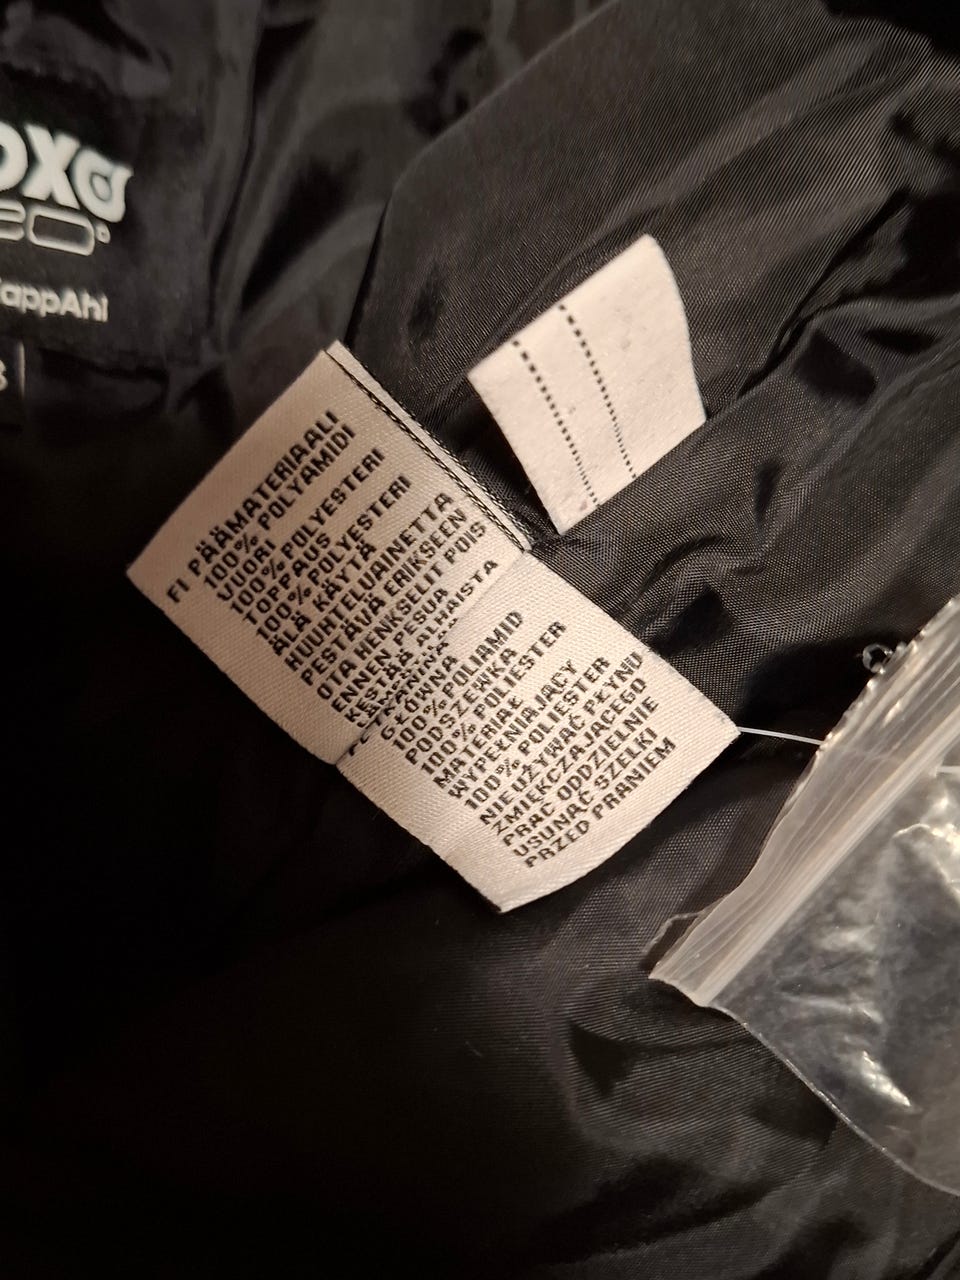 KappAhl
FI PÄÄMATERIAALI
100% POLYAMIDI
VUORI
100% POLYESTERI
TOPPAUS
100% POLYESTERI
ÄLÄ KÄYTÄ
HUUHTELUAINETTA
PESTÄVÄ ERIKSEEN
OTA HENKSELIT POIS
ENNEN PESUA
GŁÓWNA
100% POLIAMID
PODSZEWKA
100% POLIESTER
MATERIAŁ
WYPEŁNIAJĄCY
100% POLIESTER
NIE UŻYWAĆ PŁYNU
ZMIĘKCZAJĄCEGO
PRAĆ ODDZIELNIE
USUNĄĆ SZELKI
PRZED PRANIEM